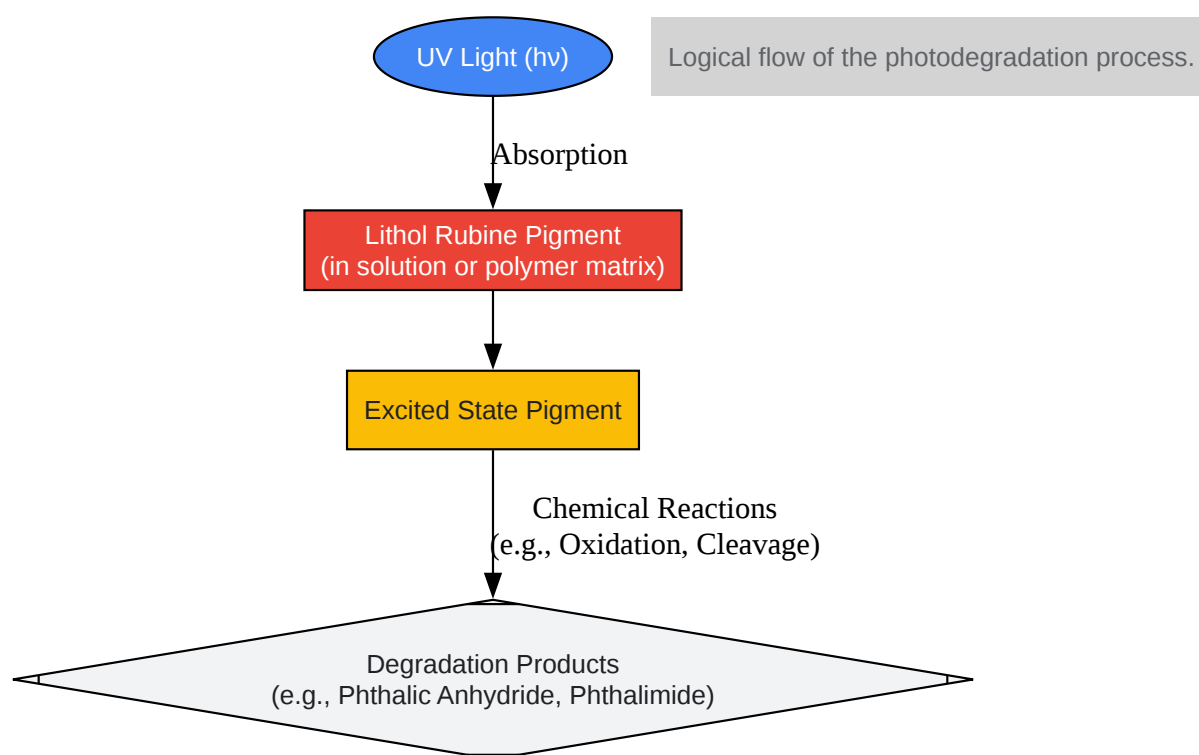 UV Light (hν)
Logical flow of the photodegradation process.
Absorption
Lithol Rubine Pigment
(in solution or polymer matrix)
Excited State Pigment
Chemical Reactions
(e.g., Oxidation, Cleavage)
Degradation Products
(e.g., Phthalic Anhydride, Phthalimide)